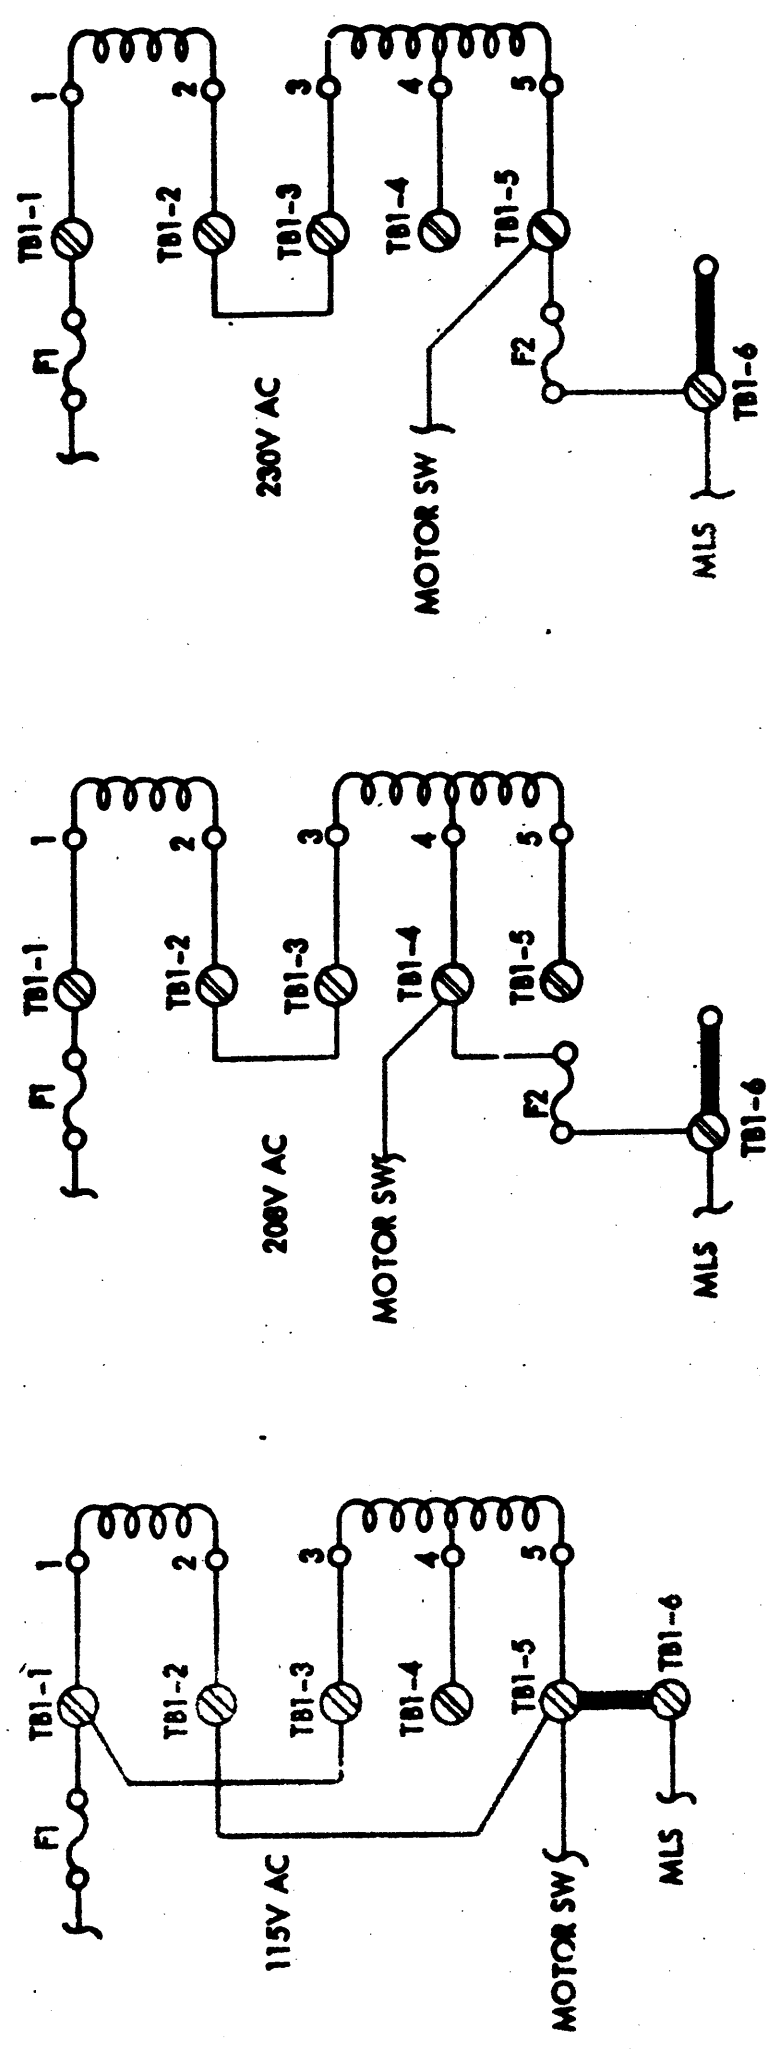 F1 TB1-1 1
TB1-2 2
115V AC
TB1-3 3
TB1-4 4
TB1-5 5
MOTOR SW
MLS TB1-6
F1 TB1-1 1
TB1-2 2
208V AC
TB1-3 3
MOTOR SW
TB1-4 4
F2 TB1-5 5
MLS
TB1-6
F1 TB1-1 1
TB1-2 2
230V AC
TB1-3 3
TB1-4 4
MOTOR SW
F2 TB1-5 5
MLS
TB1-6